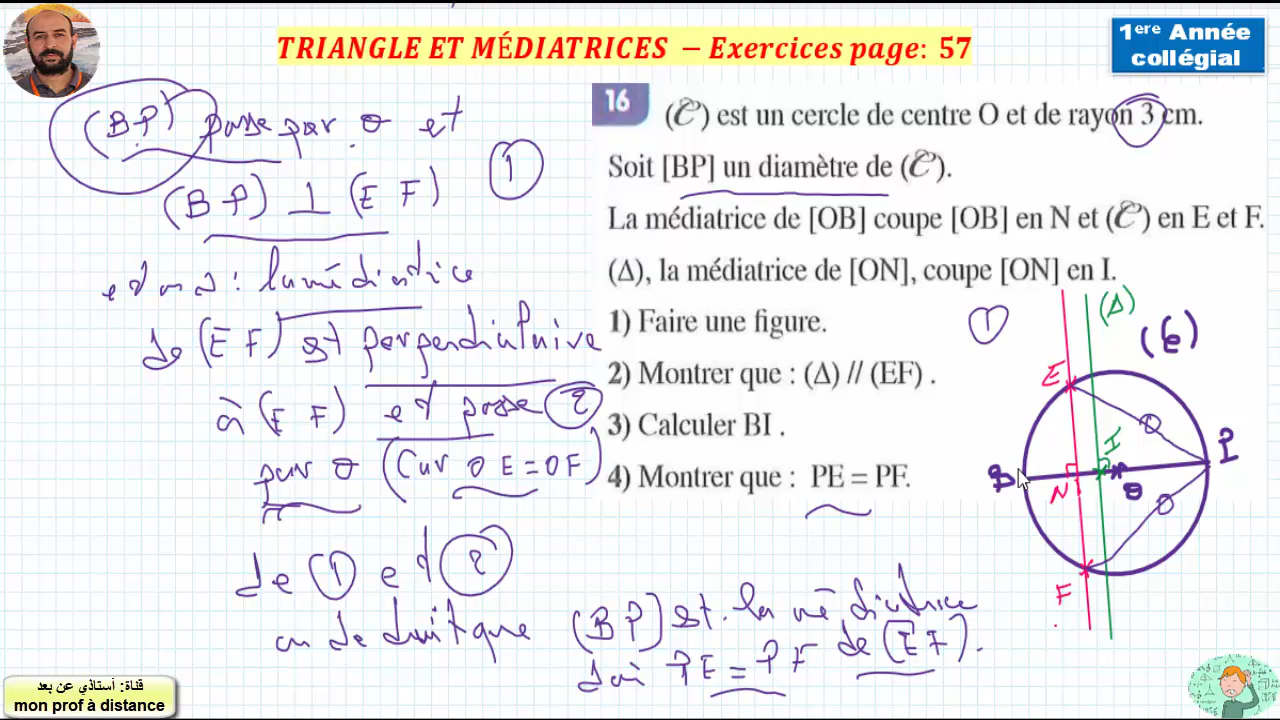 TRIANGLE ET MÉDIATRICES – Exercices page: 57
1ere Année
collégial
16
(C) est un cercle de centre O et de rayon 3 cm.
Soit [BP] un diamètre de (C).
La médiatrice de [OB] coupe [OB] en N et (C) en E et F.
(Δ), la médiatrice de [ON], coupe [ON] en I.
1) Faire une figure.
2) Montrer que : (Δ) // (EF) .
3) Calculer BI .
4) Montrer que : PE = PF.
(BP) passe par O et
(BP) ⊥ (EF) 1
et on a : la médiatrice
de [EF] est perpendiculaire
à (EF) et passe 2
par O (Car OE = OF)
de 1 et 2
on deduit que (BP) est la médiatrice
de [EF].
d'où PE = PF
1
(Δ)
(C)
E
I
P
B
N
O
F
قناة: أستاذي عن بعد
mon prof à distance